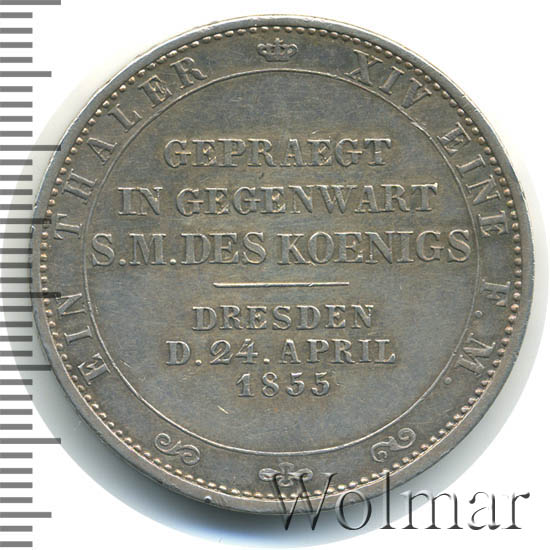 EIN THALER XIV EINE F.M.
GEPRAEGT
IN GEGENWART
S.M.DES KOENIGS
DRESDEN
D.24.APRIL
1855
Wolmar